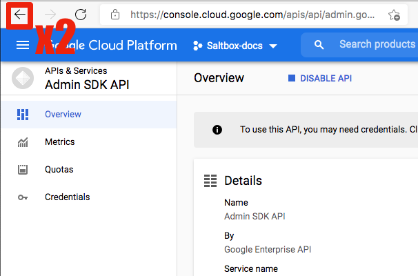 https://console.cloud.google.com/apis/api/admin.go...
x2
Google Cloud Platform
Saltbox-docs
Search products
APIs & Services
Admin SDK API
Overview
DISABLE API
Overview
Metrics
Quotas
Credentials
To use this API, you may need credentials. Cl
Details
Name
Admin SDK API
By
Google Enterprise API
Service name